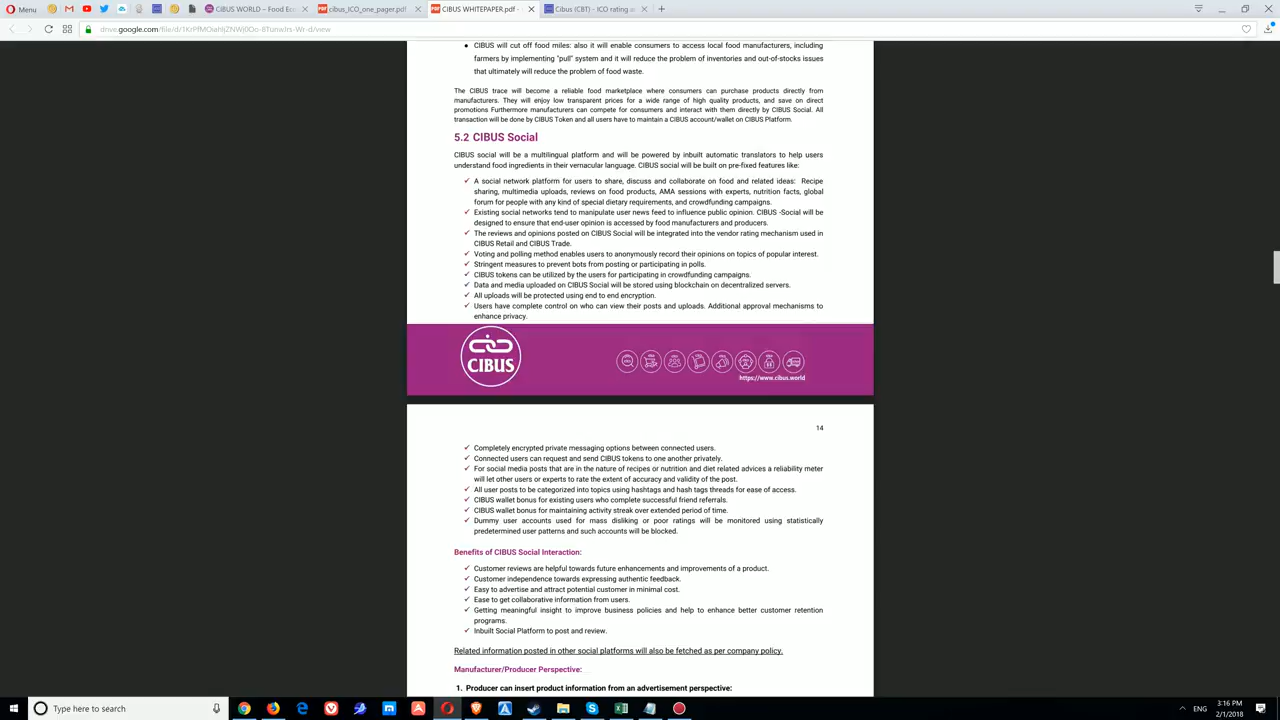 Menu
CiBUS WORLD – Food Eco
cibus_ICO_one_pager.pdf
CIBUS WHITEPAPER.pdf -
Cibus (CBT) - ICO rating a
drive.google.com/file/d/1KrPfMOiahIj2NWj0Oo-8TunwJrs-Wr-d/view
● CIBUS will cut off food miles: also it will enable consumers to access local food manufacturers, including
farmers by implementing "pull" system and it will reduce the problem of inventories and out-of-stocks issues
that ultimately will reduce the problem of food waste.
The CIBUS trace will become a reliable food marketplace where consumers can purchase products directly from
manufacturers. They will enjoy low transparent prices for a wide range of high quality products, and save on direct
promotions Furthermore manufacturers can compete for consumers and interact with them directly by CIBUS Social. All
transaction will be done by CIBUS Token and all users have to maintain a CIBUS account/wallet on CIBUS Platform.
5.2 CIBUS Social
CIBUS social will be a multilingual platform and will be powered by inbuilt automatic translators to help users
understand food ingredients in their vernacular language. CIBUS social will be built on pre-fixed features like:
✓ A social network platform for users to share, discuss and collaborate on food and related ideas: Recipe
sharing, multimedia uploads, reviews on food products, AMA sessions with experts, nutrition facts, global
forum for people with any kind of special dietary requirements, and crowdfunding campaigns.
✓ Existing social networks tend to manipulate user news feed to influence public opinion. CIBUS -Social will be
designed to ensure that end-user opinion is accessed by food manufacturers and producers.
✓ The reviews and opinions posted on CIBUS Social will be integrated into the vendor rating mechanism used in
CIBUS Retail and CIBUS Trade.
✓ Voting and polling method enables users to anonymously record their opinions on topics of popular interest.
✓ Stringent measures to prevent bots from posting or participating in polls.
✓ CIBUS tokens can be utilized by the users for participating in crowdfunding campaigns.
✓ Data and media uploaded on CIBUS Social will be stored using blockchain on decentralized servers.
✓ All uploads will be protected using end to end encryption.
✓ Users have complete control on who can view their posts and uploads. Additional approval mechanisms to
enhance privacy.
CIBUS
https://www.cibus.world
14
✓ Completely encrypted private messaging options between connected users.
✓ Connected users can request and send CIBUS tokens to one another privately.
✓ For social media posts that are in the nature of recipes or nutrition and diet related advices a reliability meter
will let other users or experts to rate the extent of accuracy and validity of the post.
✓ All user posts to be categorized into topics using hashtags and hash tags threads for ease of access.
✓ CIBUS wallet bonus for existing users who complete successful friend referrals.
✓ CIBUS wallet bonus for maintaining activity streak over extended period of time.
✓ Dummy user accounts used for mass disliking or poor ratings will be monitored using statistically
predetermined user patterns and such accounts will be blocked.
Benefits of CIBUS Social Interaction:
✓ Customer reviews are helpful towards future enhancements and improvements of a product.
✓ Customer independence towards expressing authentic feedback.
✓ Easy to advertise and attract potential customer in minimal cost.
✓ Ease to get collaborative information from users.
✓ Getting meaningful insight to improve business policies and help to enhance better customer retention
programs.
✓ Inbuilt Social Platform to post and review.
Related information posted in other social platforms will also be fetched as per company policy.
Manufacturer/Producer Perspective:
1. Producer can insert product information from an advertisement perspective:
Type here to search
ENG
3:16 PM
2/1/2018